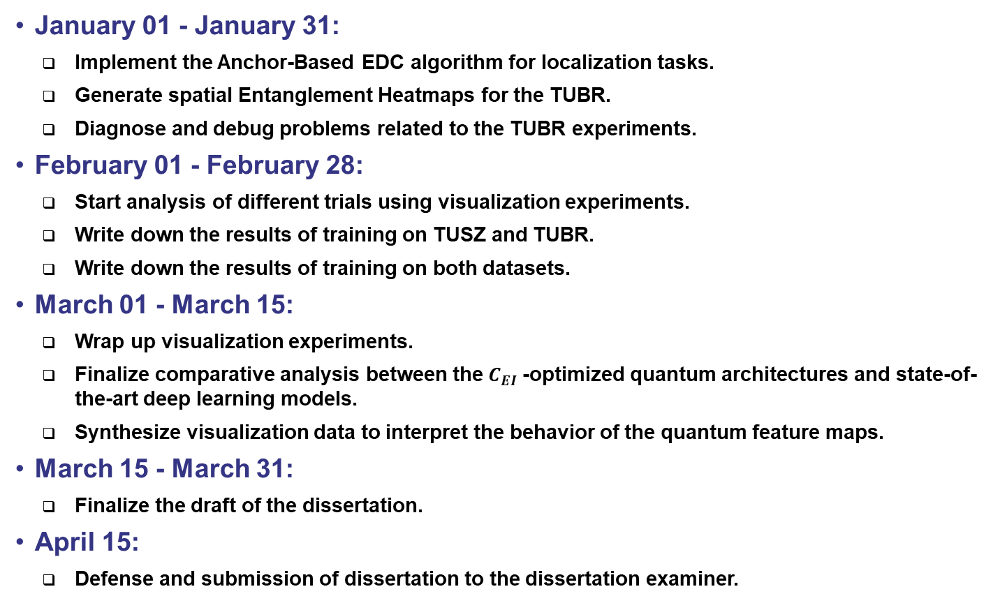 • January 01 - January 31:
❑ Implement the Anchor-Based EDC algorithm for localization tasks.
❑ Generate spatial Entanglement Heatmaps for the TUBR.
❑ Diagnose and debug problems related to the TUBR experiments.
• February 01 - February 28:
❑ Start analysis of different trials using visualization experiments.
❑ Write down the results of training on TUSZ and TUBR.
❑ Write down the results of training on both datasets.
• March 01 - March 15:
❑ Wrap up visualization experiments.
❑ Finalize comparative analysis between the C_EI -optimized quantum architectures and state-of-
the-art deep learning models.
❑ Synthesize visualization data to interpret the behavior of the quantum feature maps.
• March 15 - March 31:
❑ Finalize the draft of the dissertation.
• April 15:
❑ Defense and submission of dissertation to the dissertation examiner.